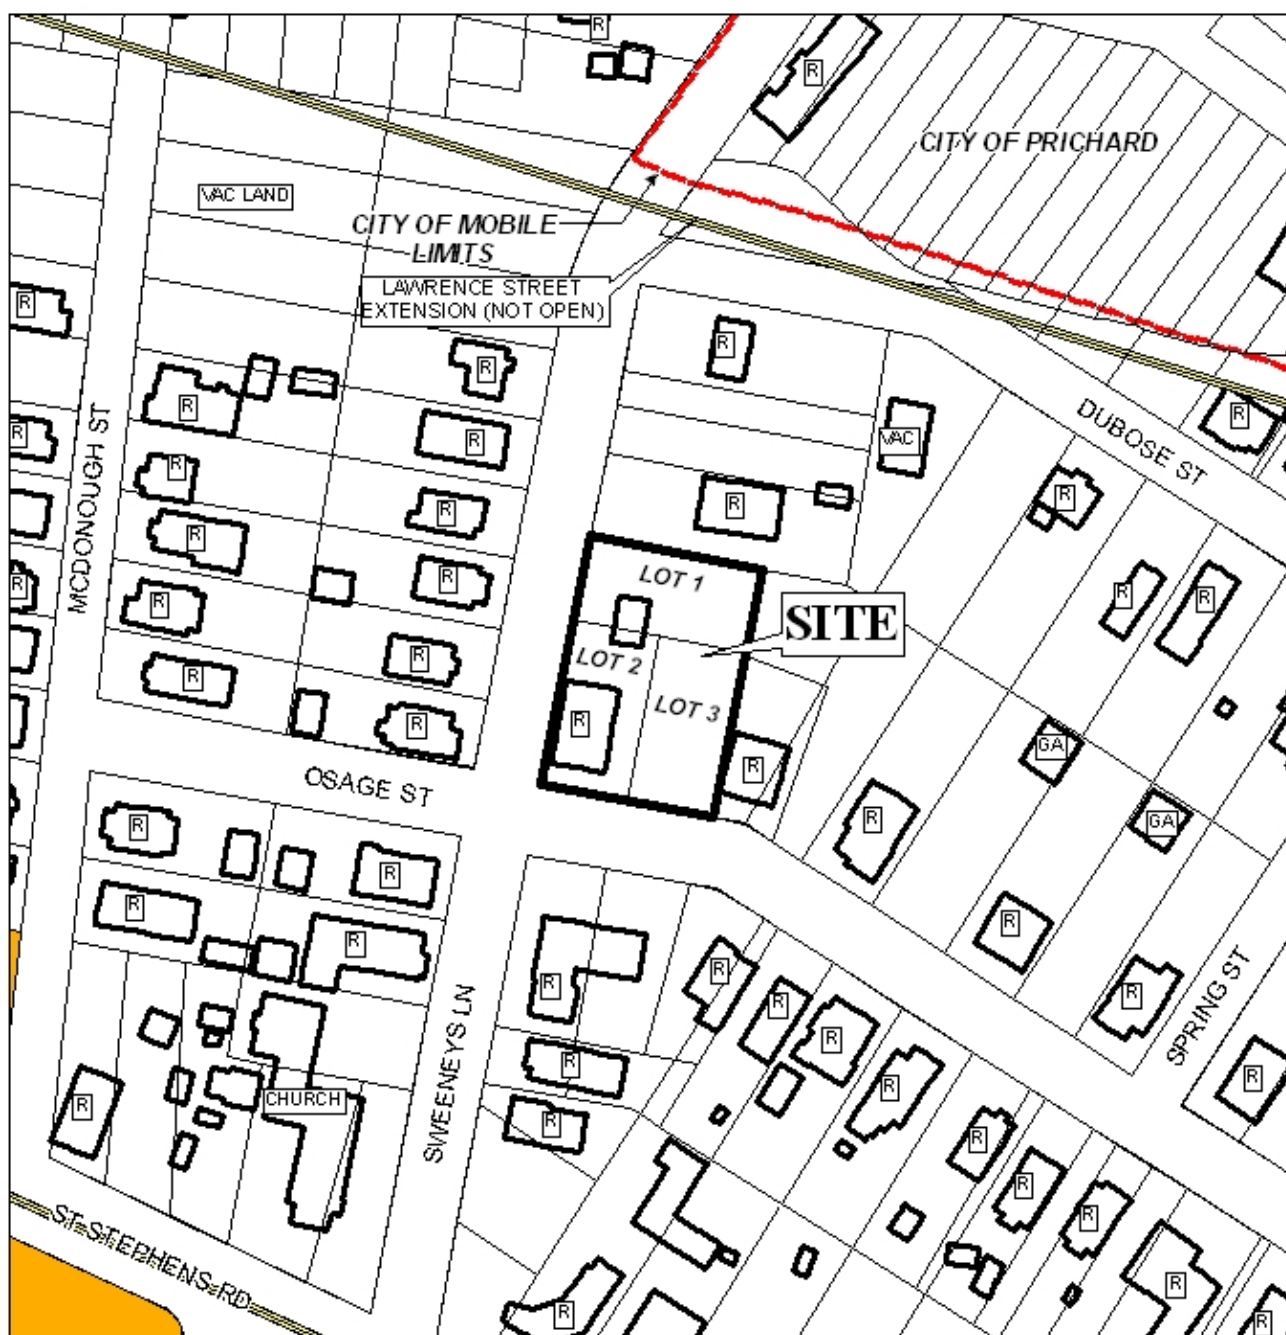 R
R
CITY OF PRICHARD
VAC LAND
CITY OF MOBILE
LIMITS
LAWRENCE STREET
EXTENSION (NOT OPEN)
R
R
R
R
R
R
R
VAC
DUBOSE ST
R
MCDONOUGH ST
R
R
R
R
R
R
R
R
LOT 1
R
R
R
SITE
R
LOT 2
R
LOT 3
R
R
GA
R
OSAGE ST
GA
R
R
R
R
R
R
SPRING ST
R
R
R
R
SWEENEYS LN
R
R
R
R
R
CHURCH
R
R
R
R
R
ST STEPHENS RD
R
R
R